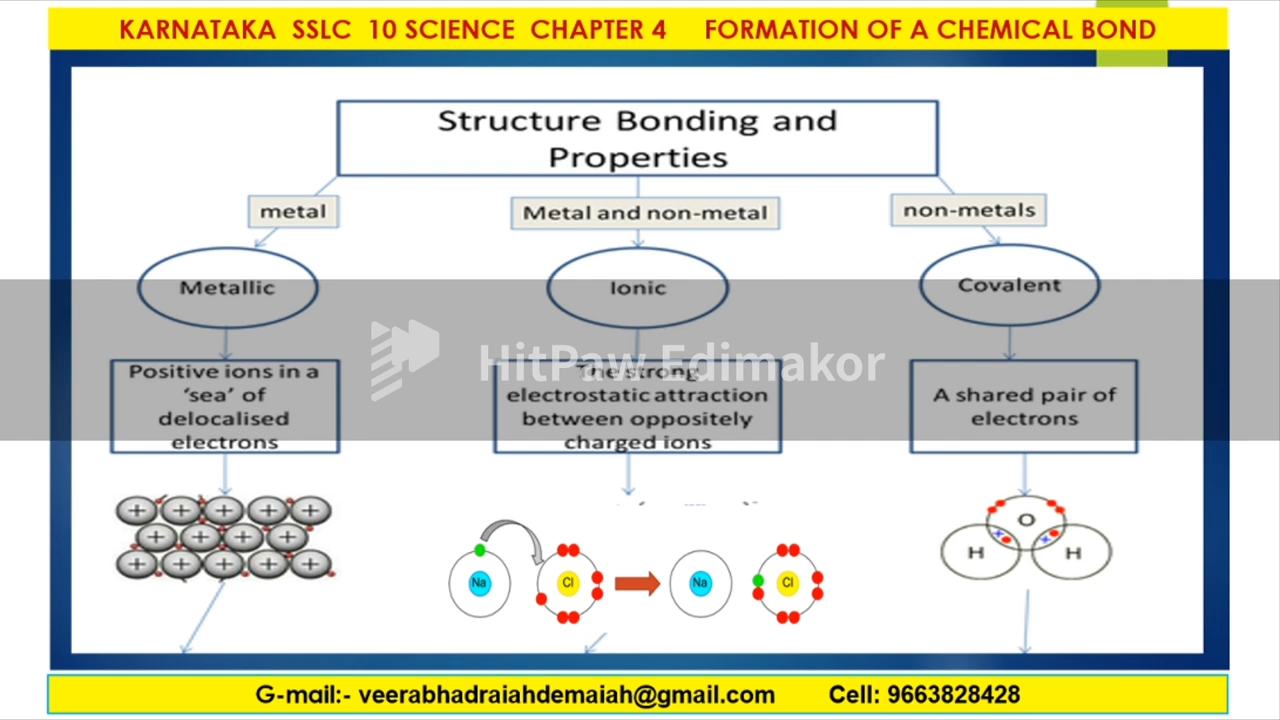 KARNATAKA SSLC 10 SCIENCE CHAPTER 4 FORMATION OF A CHEMICAL BOND
Structure Bonding and
Properties
metal
Metal and non-metal
non-metals
Metallic
Ionic
Covalent
HitPaw Edimakor
Positive ions in a
‘sea’ of
delocalised
electrons
The strong
electrostatic attraction
between oppositely
charged ions
A shared pair of
electrons
+ + + + +
+ + + +
+ + + + +
O
H H
Na Cl Na Cl
G-mail:- veerabhadraiahdemaiah@gmail.com Cell: 9663828428